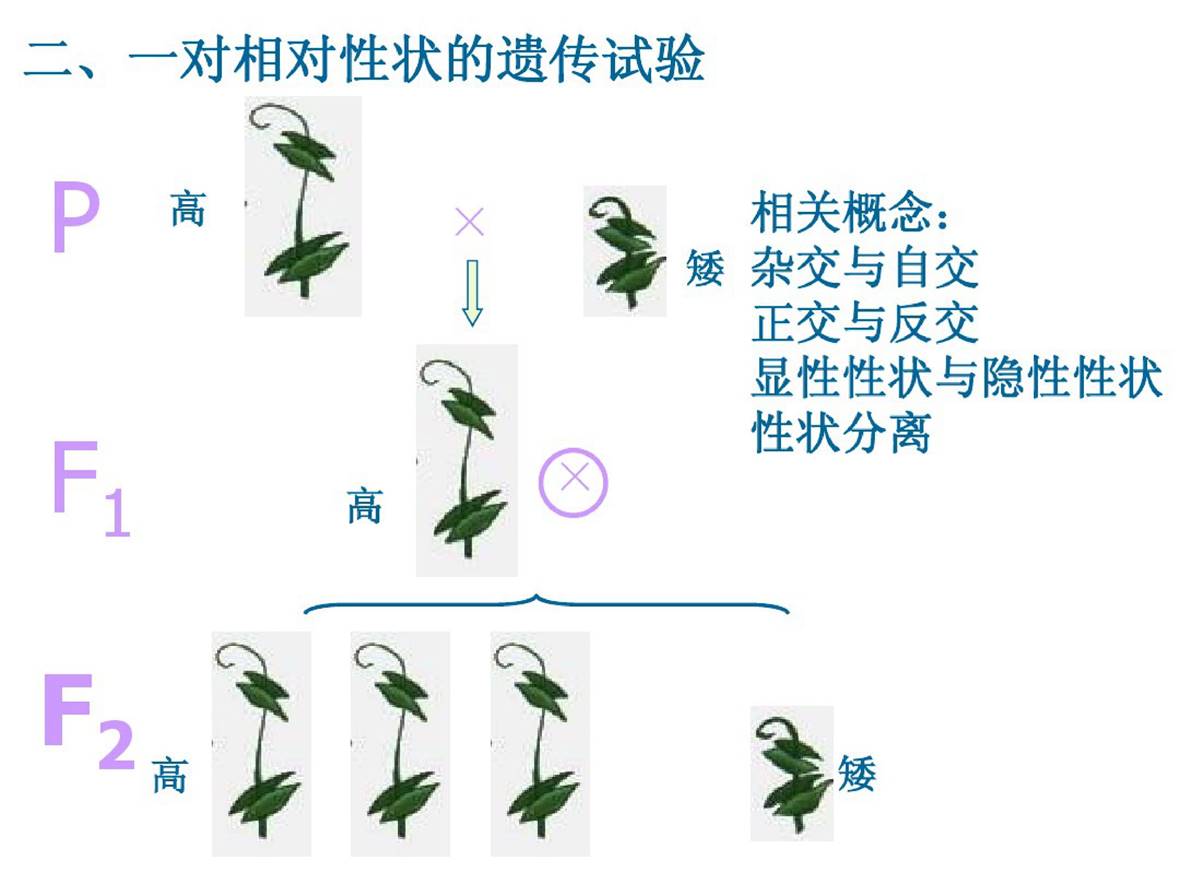 二、一对相对性状的遗传试验
P
高
×
矮
相关概念：
杂交与自交
正交与反交
显性性状与隐性性状
性状分离
F1
高
×
F2
高
矮